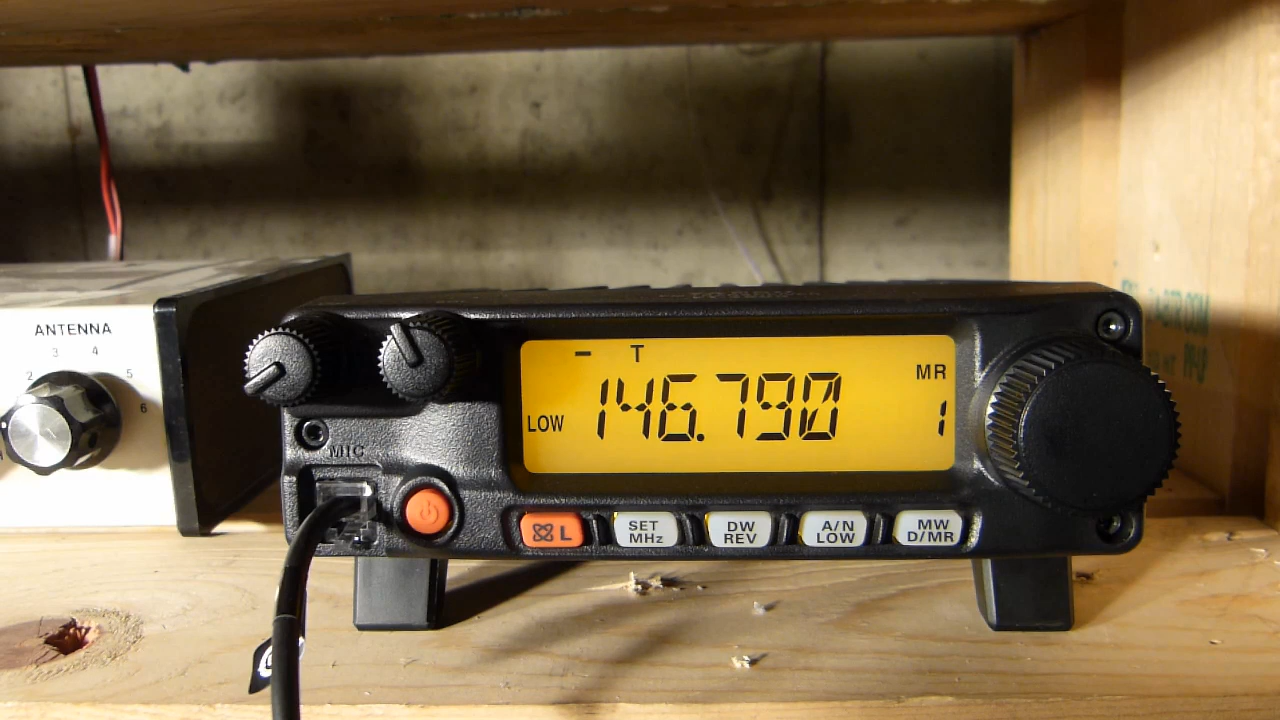 ANTENNA
3 4
2 5
6
MIC
– T
MR
LOW 146.790 1
L
SET
MHz
DW
REV
A/N
LOW
MW
D/MR